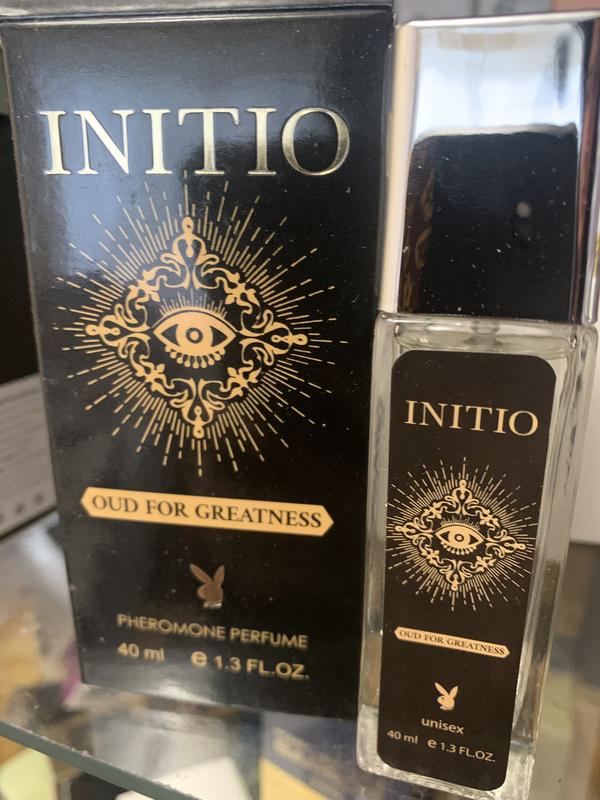 INITIO
OUD FOR GREATNESS
PHEROMONE PERFUME
40 ml e 1.3 FL.OZ.
INITIO
OUD FOR GREATNESS
unisex
40 ml e 1.3 FL.OZ.